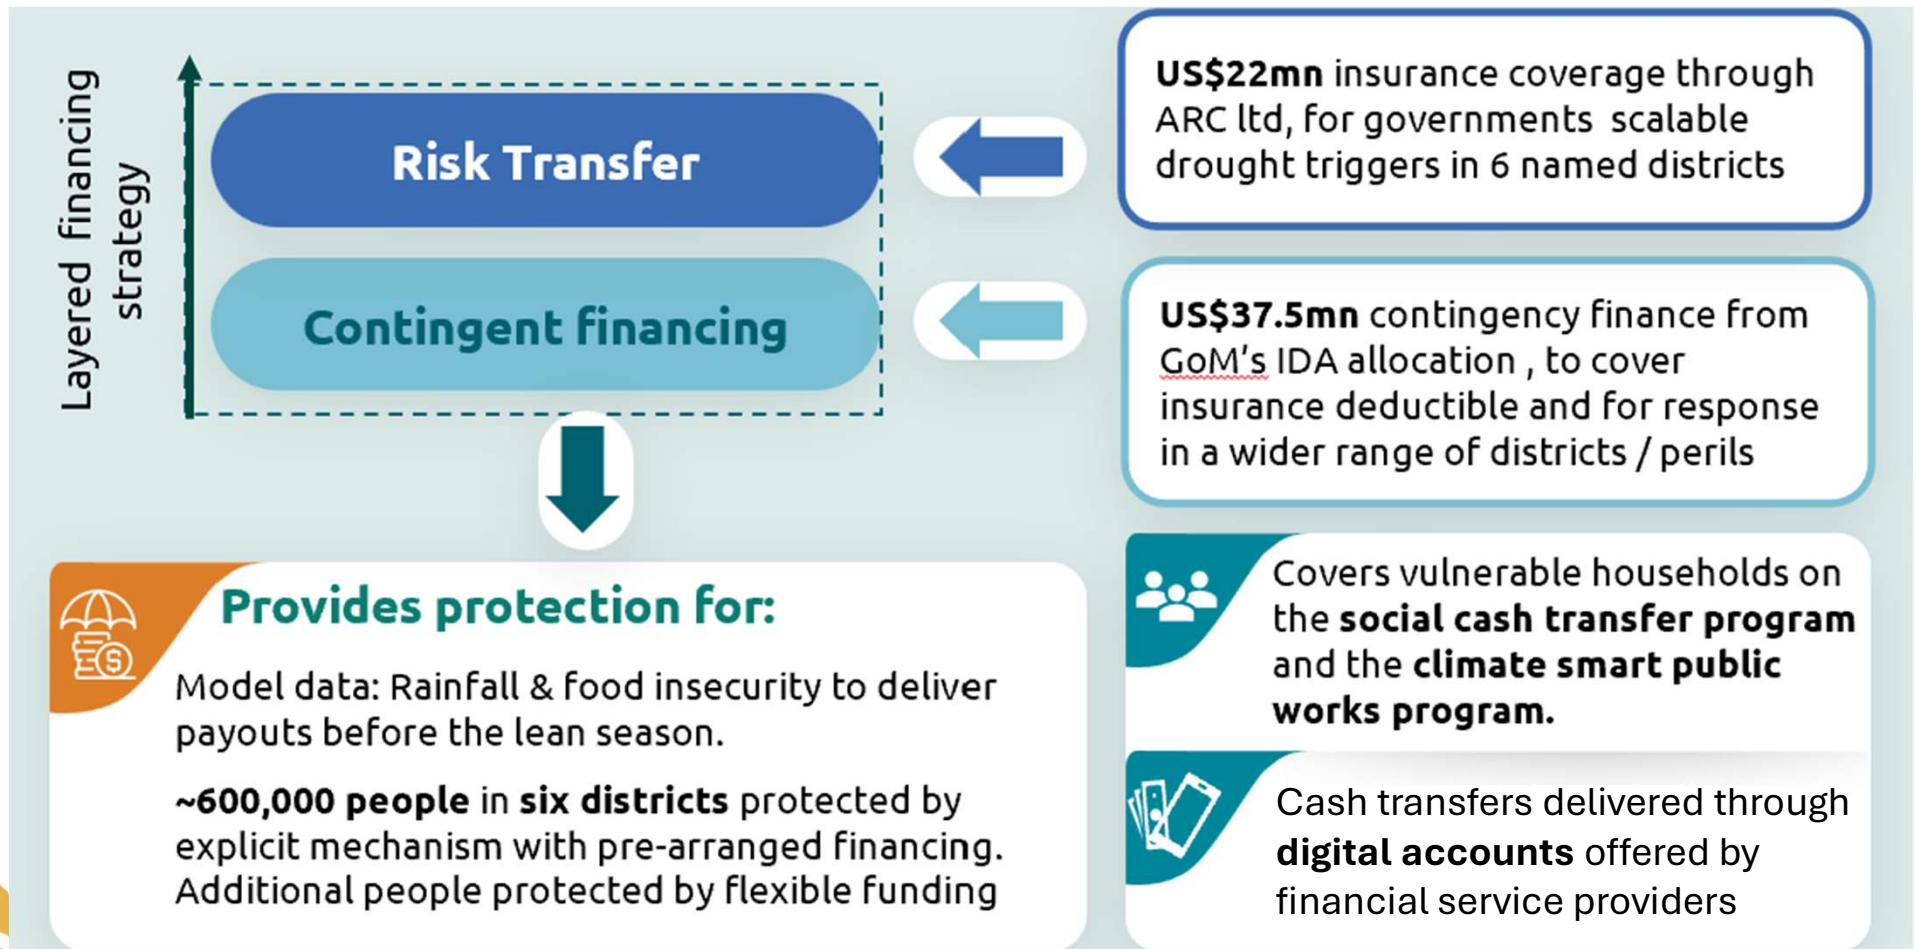 Layered financing
strategy
Risk Transfer
Contingent financing
US$22mn insurance coverage through
ARC ltd, for governments scalable
drought triggers in 6 named districts
US$37.5mn contingency finance from
GoM's IDA allocation , to cover
insurance deductible and for response
in a wider range of districts / perils
Provides protection for:
Model data: Rainfall & food insecurity to deliver
payouts before the lean season.
~600,000 people in six districts protected by
explicit mechanism with pre-arranged financing.
Additional people protected by flexible funding
Covers vulnerable households on
the social cash transfer program
and the climate smart public
works program.
Cash transfers delivered through
digital accounts offered by
financial service providers